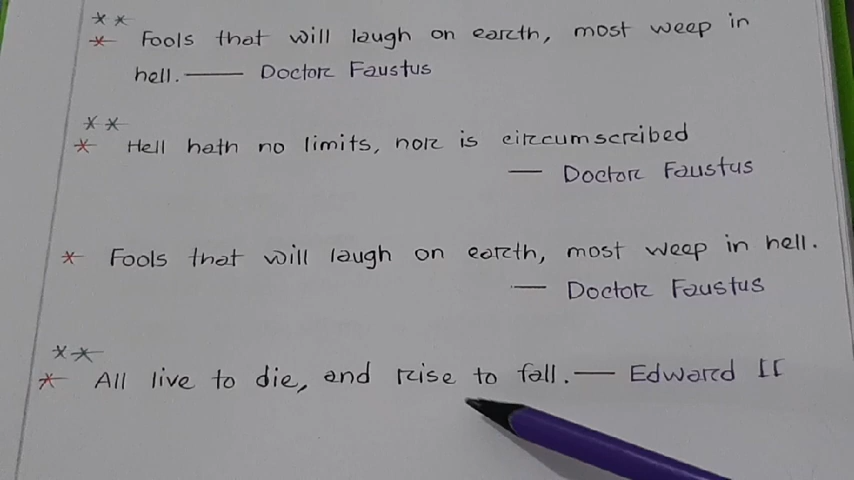 ** 
* Fools that will laugh on earth, most weep in
hell. —— Doctor Faustus
** 
* Hell hath no limits, nor is circumscribed
— Doctor Faustus
* Fools that will laugh on earth, most weep in hell.
— Doctor Faustus
** 
* All live to die, and rise to fall. — Edward II